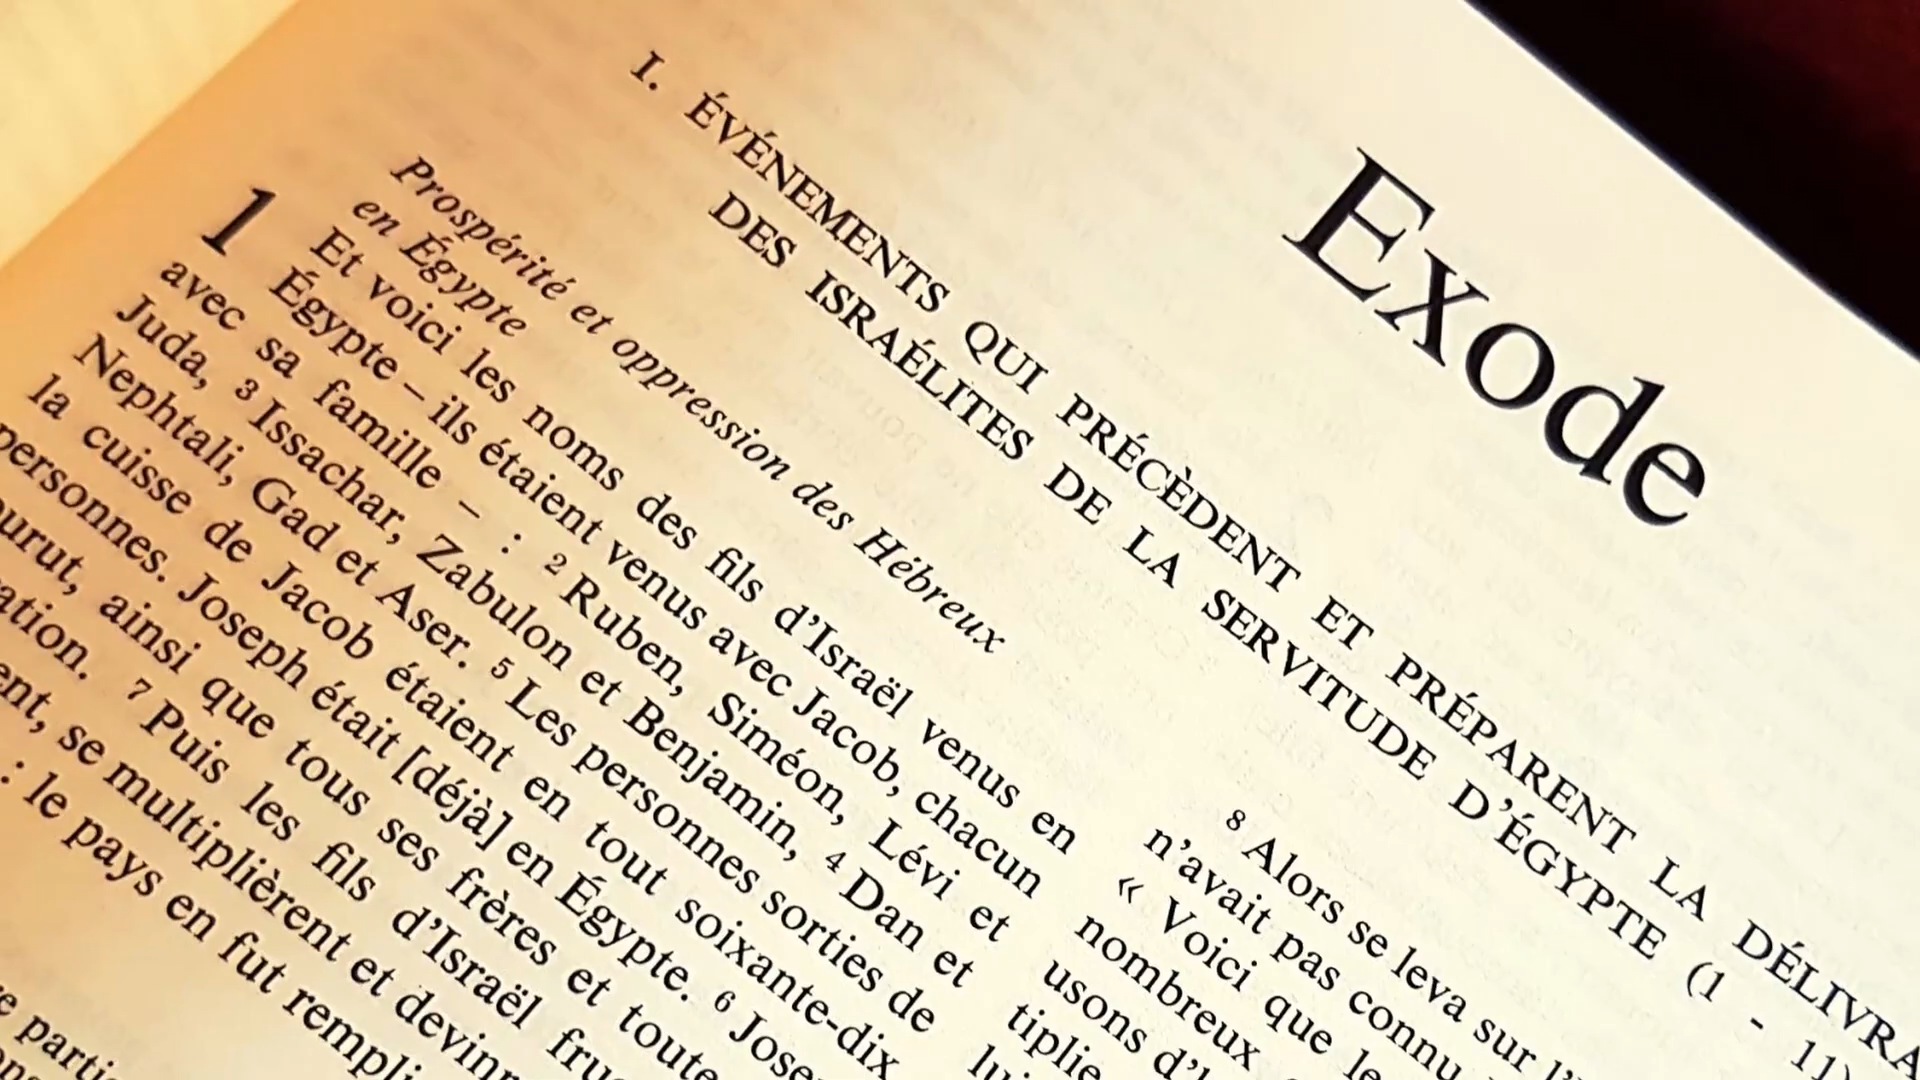 Exode
I. ÉVÉNEMENTS QUI PRÉCÈDENT ET PRÉPARENT LA
DES ISRAÉLITES DE LA SERVITUDE D'ÉGYPTE (1 - 11)
Prospérité et oppression des Hébreux
en Égypte
1 Et voici les noms des fils d'Israël venus en
Égypte – ils étaient venus avec Jacob, chacun
avec sa famille – : 2 Ruben, Siméon, Lévi et
Juda, 3 Issachar, Zabulon et Benjamin, 4 Dan et
Nephtali, Gad et Aser. 5 Les personnes sorties de
la cuisse de Jacob étaient en tout soixante-dix
personnes. Joseph était [déjà] en Égypte. 6
ainsi que tous ses frères et toute
7 Puis les fils d'Israël
se multiplièrent et
: le pays en fut
8 Alors se leva sur
n'avait pas connu
« Voici que le
nombreux
usons